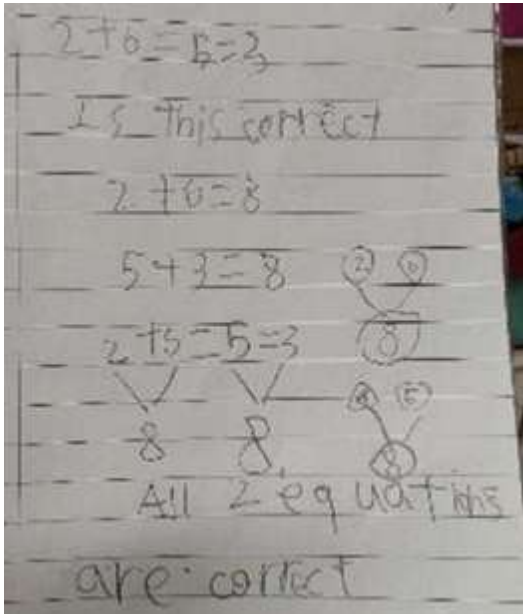 2+6=5=3
Is this correct
2+6=8
5+3=8
2 6
8
2+6=5=3
8 8
8
All 2 equations
are correct